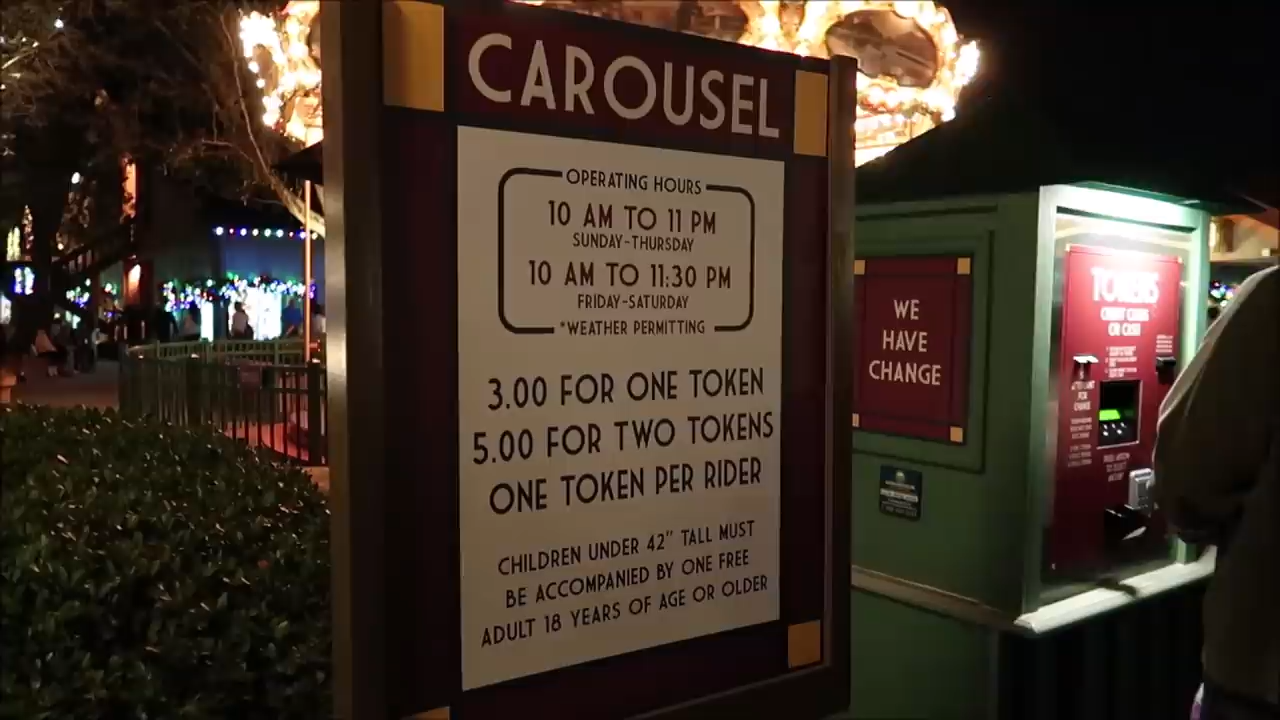 CAROUSEL
OPERATING HOURS
10 AM TO 11 PM
SUNDAY-THURSDAY
10 AM TO 11:30 PM
FRIDAY-SATURDAY
*WEATHER PERMITTING
3.00 FOR ONE TOKEN
5.00 FOR TWO TOKENS
ONE TOKEN PER RIDER
CHILDREN UNDER 42" TALL MUST
BE ACCOMPANIED BY ONE FREE
ADULT 18 YEARS OF AGE OR OLDER
WE
HAVE
CHANGE
TOKENS
CREDIT CARDS
OR CASH